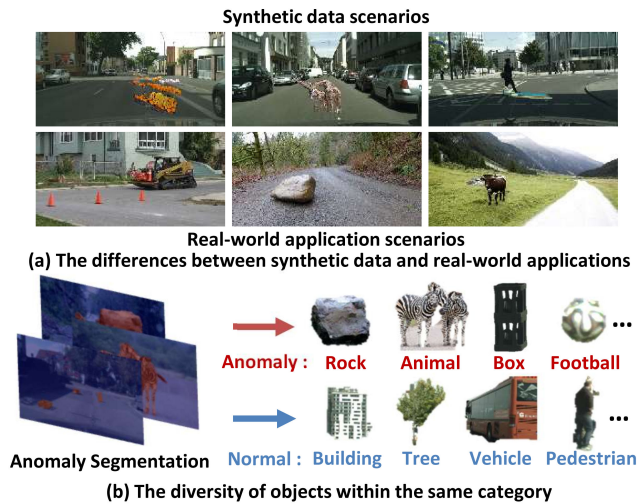 Synthetic data scenarios
Real-world application scenarios
(a) The differences between synthetic data and real-world applications
Anomaly : Rock Animal Box Football ...
Normal : Building Tree Vehicle Pedestrian ...
Anomaly Segmentation
(b) The diversity of objects within the same category